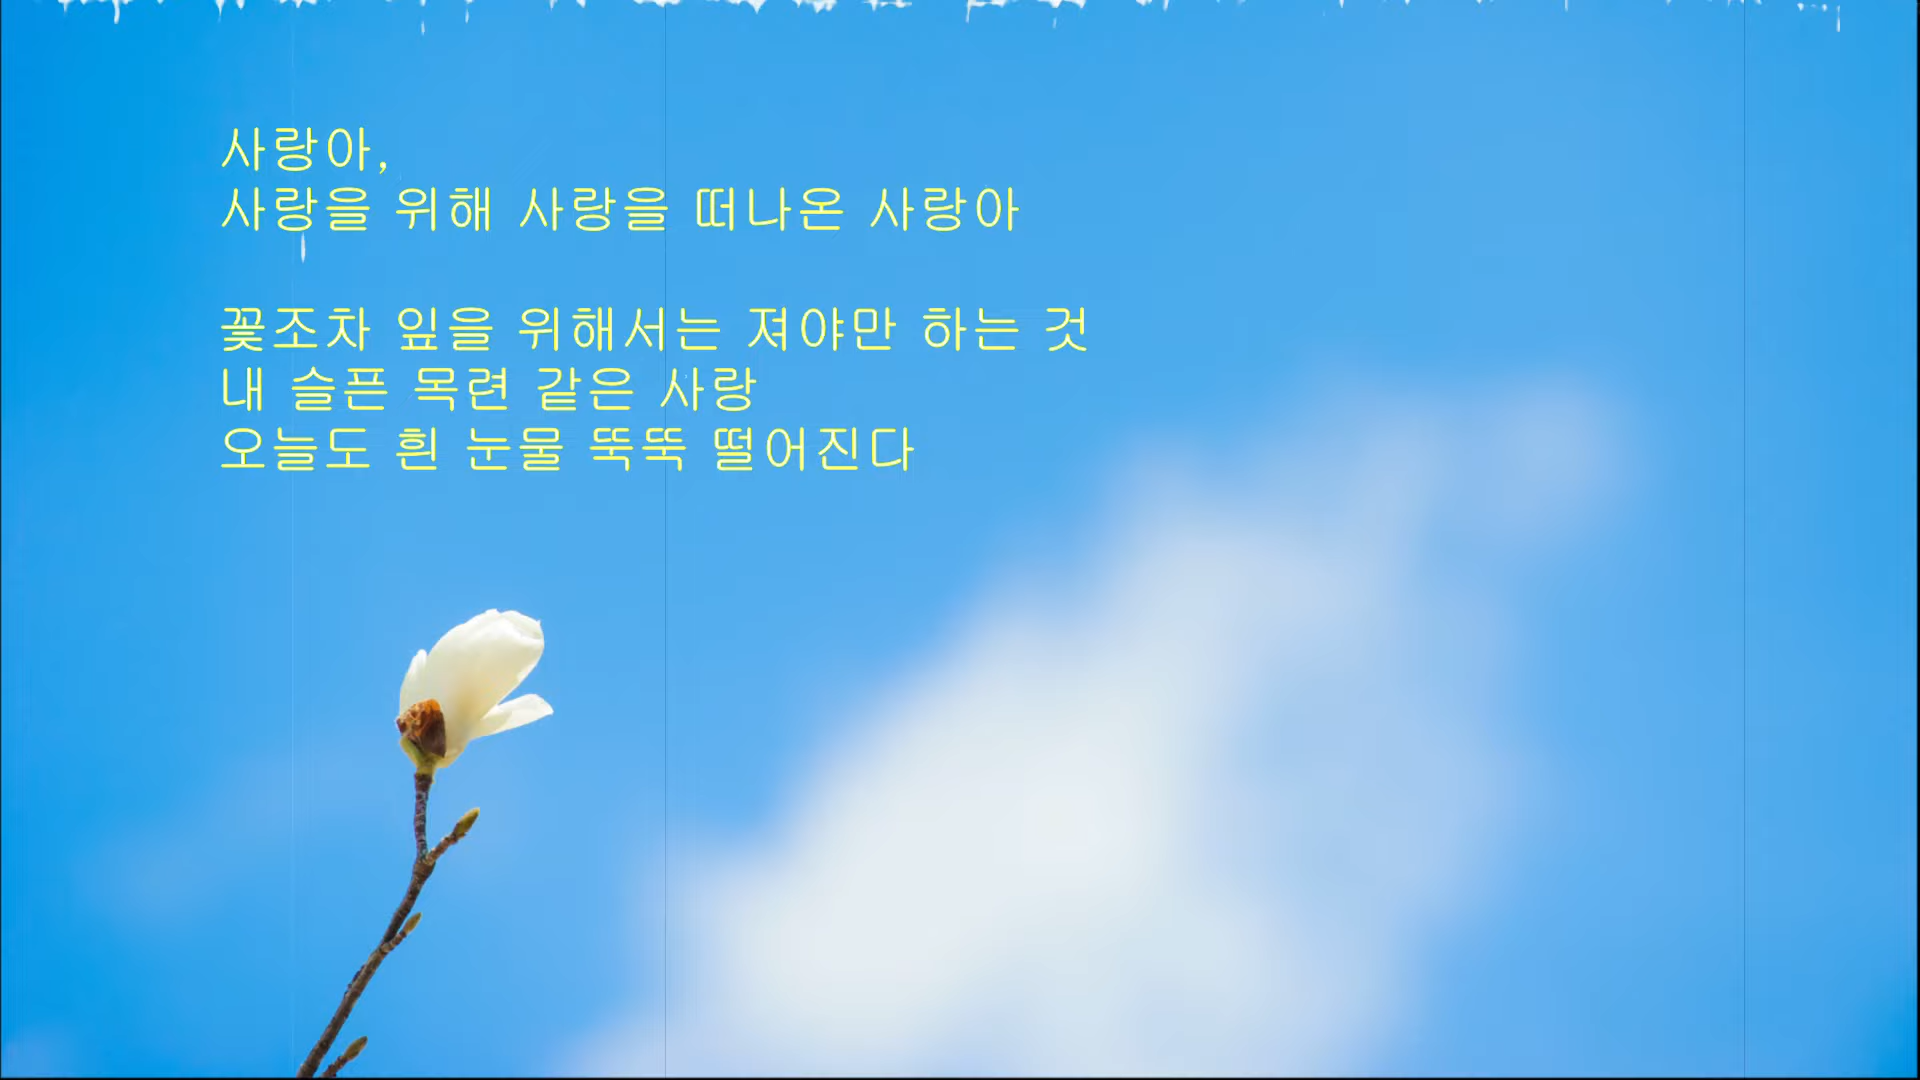 사랑아,
사랑을 위해 사랑을 떠나온 사랑아
꽃조차 잎을 위해서는 져야만 하는 것
내 슬픈 목련 같은 사랑
오늘도 흰 눈물 뚝뚝 떨어진다